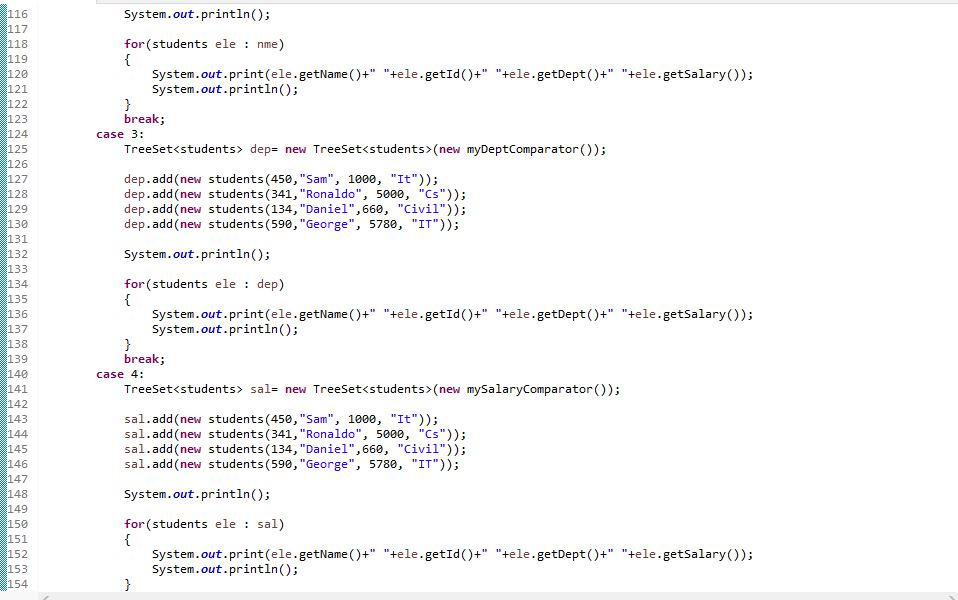 116 System.out.println();
117
118 for(students ele : nme)
119 {
120 System.out.print(ele.getName()+" "+ele.getId()+" "+ele.getDept()+" "+ele.getSalary());
121 System.out.println();
122 }
123 break;
124 case 3:
125 TreeSet<students> dep= new TreeSet<students>(new myDeptComparator());
126
127 dep.add(new students(450,"Sam", 1000, "It"));
128 dep.add(new students(341,"Ronaldo", 5000, "Cs"));
129 dep.add(new students(134,"Daniel",660, "Civil"));
130 dep.add(new students(590,"George", 5780, "IT"));
131
132 System.out.println();
133
134 for(students ele : dep)
135 {
136 System.out.print(ele.getName()+" "+ele.getId()+" "+ele.getDept()+" "+ele.getSalary());
137 System.out.println();
138 }
139 break;
140 case 4:
141 TreeSet<students> sal= new TreeSet<students>(new mySalaryComparator());
142
143 sal.add(new students(450,"Sam", 1000, "It"));
144 sal.add(new students(341,"Ronaldo", 5000, "Cs"));
145 sal.add(new students(134,"Daniel",660, "Civil"));
146 sal.add(new students(590,"George", 5780, "IT"));
147
148 System.out.println();
149
150 for(students ele : sal)
151 {
152 System.out.print(ele.getName()+" "+ele.getId()+" "+ele.getDept()+" "+ele.getSalary());
153 System.out.println();
154 }